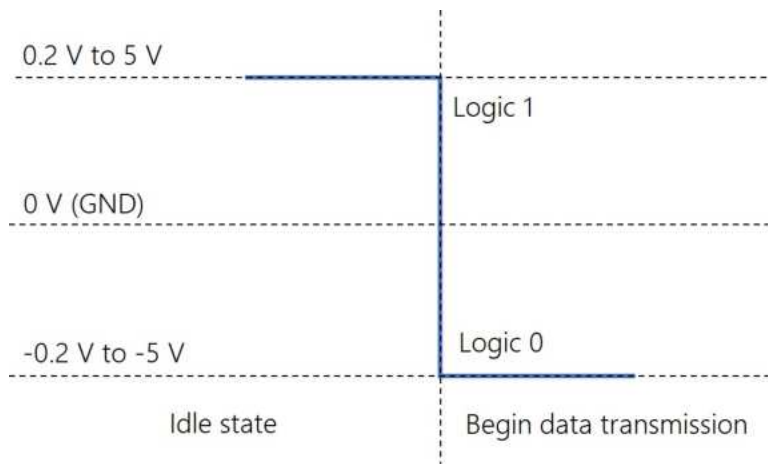 0.2 V to 5 V
Logic 1
0 V (GND)
Logic 0
-0.2 V to -5 V
Idle state
Begin data transmission